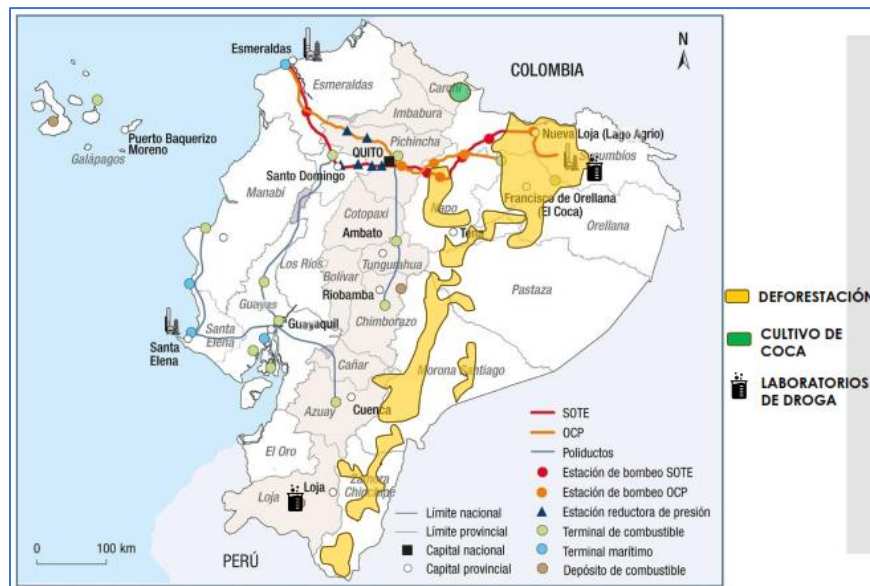 Esmeraldas
N
COLOMBIA
Esmeraldas
Carchi
Imbabura
Puerto Baquerizo
Moreno
Galápagos
Pichincha
QUITO
Nueva Loja (Lago Agrio)
Sucumbíos
Santo Domingo
Manabí
Francisco de Orellana
(El Coca)
Napo
Cotopaxi
Orellana
Ambato
Tena
Los Ríos
Tungurahua
Bolívar
Pastaza
Riobamba
Guayas
Chimborazo
Guayaquil
Santa
Elena
Santa
Elena
Cañar
Morona Santiago
Cuenca
Azuay
El Oro
Loja
Loja
Zamora
Chinchipe
PERÚ
0 100 km
Límite nacional
Límite provincial
Capital nacional
Capital provincial
SOTE
OCP
Poliductos
Estación de bombeo SOTE
Estación de bombeo OCP
Estación reductora de presión
Terminal de combustible
Terminal marítimo
Depósito de combustible
DEFORESTACIÓN
CULTIVO DE
COCA
LABORATORIOS
DE DROGA